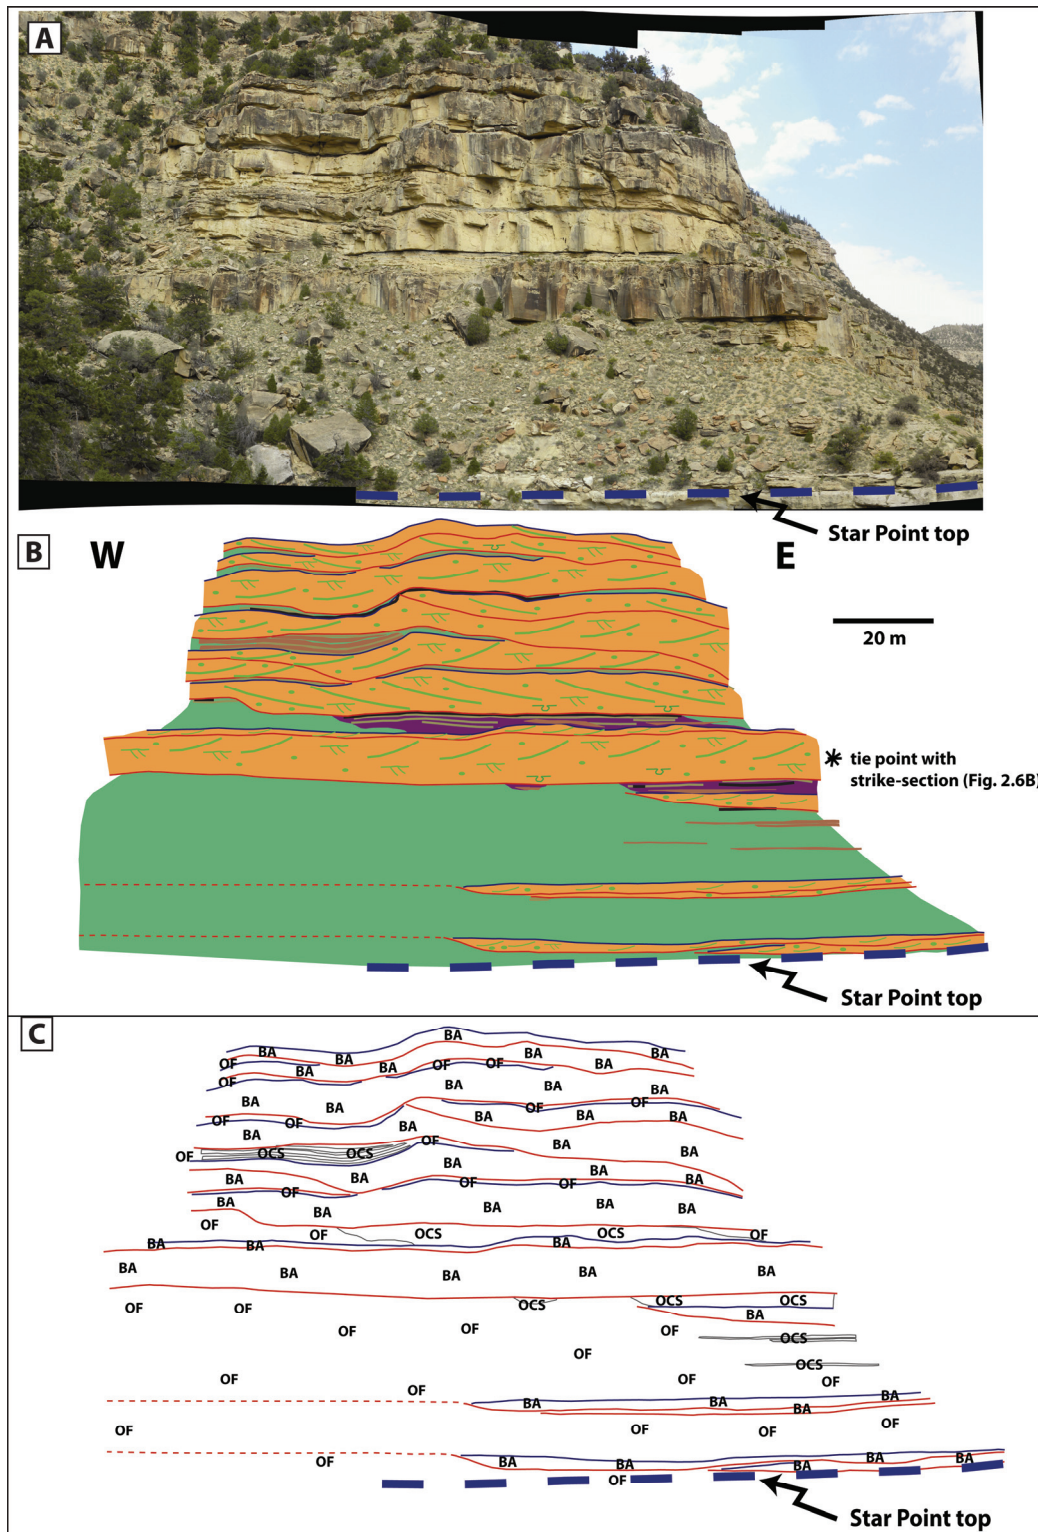 A
Star Point top
B
W
E
20 m
tie point with
strike-section (Fig. 2.6B)
Star Point top
C
BA
BA BA BA BA
OF BA BA OF OF BA
OF
BA BA BA
BA OF OF
OF OF BA BA BA
BA BA OF BA
OF OCS OCS BA
BA BA
BA BA OF BA OF OF BA
BA BA BA BA BA
OF OF OCS OCS OF
BA BA BA
BA BA BA BA BA
OF OF OCS OCS OCS
BA
OF OF OF
OCS
OF OCS
OF OF OF OF
BA BA BA BA
OF OF OF OF
OF BA BA BA BA BA
OF
Star Point top